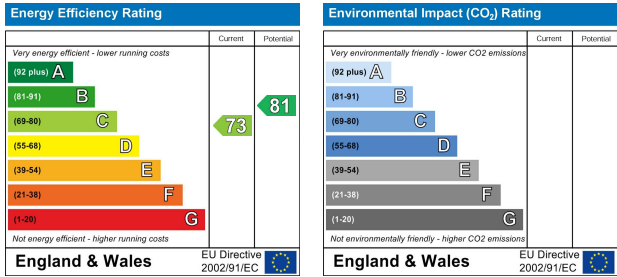 Energy Efficiency Rating
Current Potential
Very energy efficient - lower running costs
(92 plus) A
(81-91) B
(69-80) C
(55-68) D
(39-54) E
(21-38) F
(1-20) G
73
81
Not energy efficient - higher running costs
England & Wales
EU Directive
2002/91/EC
Environmental Impact (CO₂) Rating
Current Potential
Very environmentally friendly - lower CO2 emissions
(92 plus) A
(81-91) B
(69-80) C
(55-68) D
(39-54) E
(21-38) F
(1-20) G
Not environmentally friendly - higher CO2 emissions
England & Wales
EU Directive
2002/91/EC